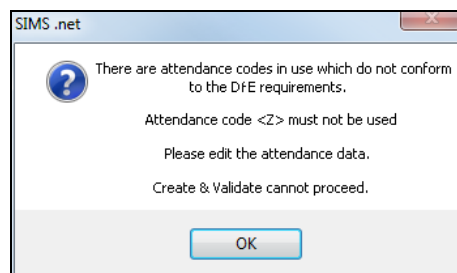 SIMS .net
There are attendance codes in use which do not conform
to the DfE requirements.
Attendance code <Z> must not be used
Please edit the attendance data.
Create & Validate cannot proceed.
OK